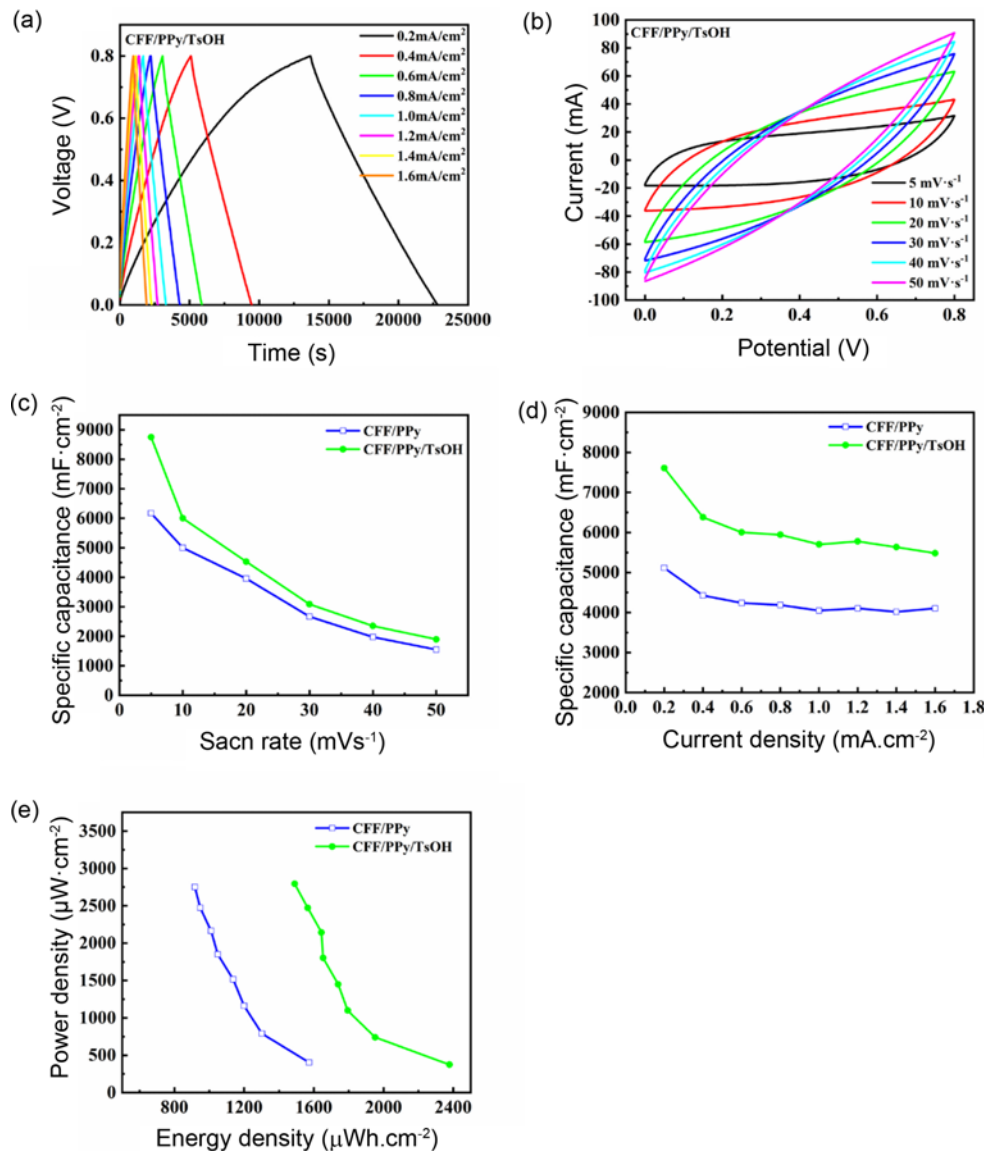 (a)
CFF/PPy/TsOH
0.2mA/cm²
0.4mA/cm²
0.6mA/cm²
0.8mA/cm²
1.0mA/cm²
1.2mA/cm²
1.4mA/cm²
1.6mA/cm²
Voltage (V)
0.8
0.6
0.4
0.2
0.0
0 5000 10000 15000 20000 25000
Time (s)
(b)
CFF/PPy/TsOH
Current (mA)
100
80
60
40
20
0
-20
-40
-60
-80
-100
5 mV·s⁻¹
10 mV·s⁻¹
20 mV·s⁻¹
30 mV·s⁻¹
40 mV·s⁻¹
50 mV·s⁻¹
0.0 0.2 0.4 0.6 0.8
Potential (V)
(c)
CFF/PPy
CFF/PPy/TsOH
Specific capacitance (mF·cm⁻²)
9000
8000
7000
6000
5000
4000
3000
2000
1000
0
0 10 20 30 40 50
Sacn rate (mVs⁻¹)
(d)
CFF/PPy
CFF/PPy/TsOH
Specific capacitance (mF·cm⁻²)
9000
8000
7000
6000
5000
4000
3000
2000
0.0 0.2 0.4 0.6 0.8 1.0 1.2 1.4 1.6 1.8
Current density (mA.cm⁻²)
(e)
CFF/PPy
CFF/PPy/TsOH
Power density (μW·cm⁻²)
3500
3000
2500
2000
1500
1000
500
0
800 1200 1600 2000 2400
Energy density (μWh.cm⁻²)